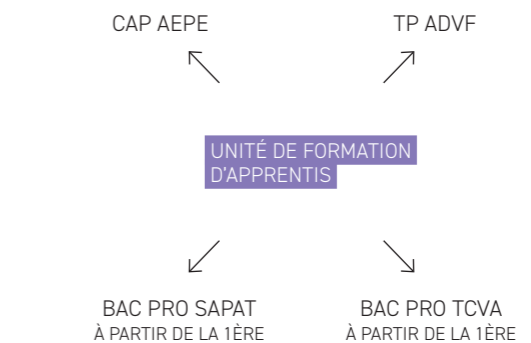 CAP AEPE
TP ADVF
UNITÉ DE FORMATION
D'APPRENTIS
BAC PRO SAPAT
À PARTIR DE LA 1ÈRE
BAC PRO TCVA
À PARTIR DE LA 1ÈRE